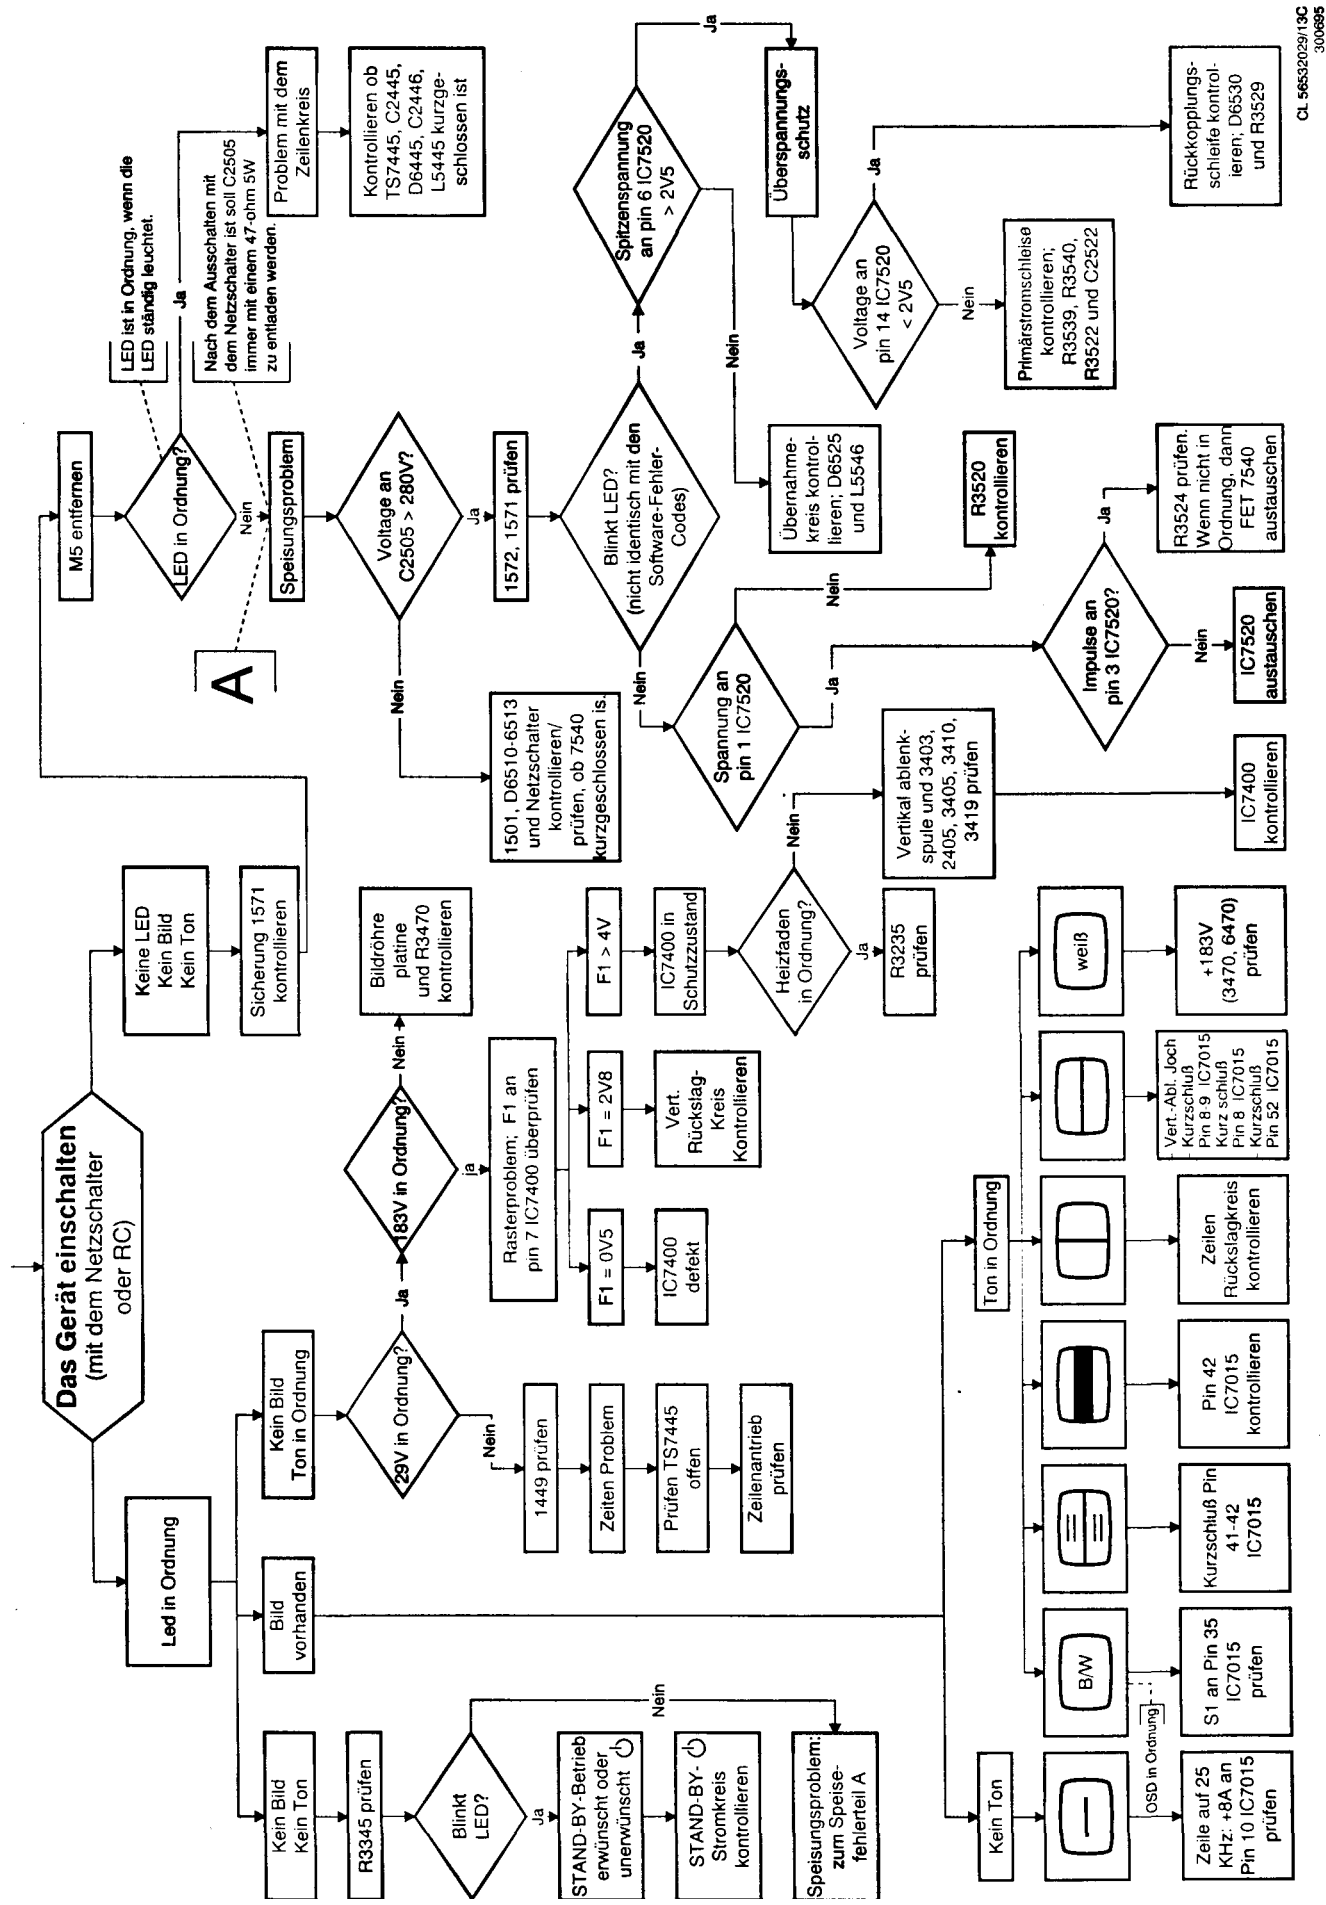 Das Gerät einschalten
(mit dem Netzschalter
oder RC)
Led in Ordnung
Keine LED
Kein Bild
Kein Ton
Sicherung 1571
kontrollieren
M5 entfernen
LED in Ordnung?
LED ist in Ordnung, wenn die
LED ständig leuchtet.
Ja
Problem mit dem
Zeilenkreis
Kontrollieren ob
TS7445, C2445,
D6445, C2446,
L5445 kurzge-
schlossen ist
Nein
Nach dem Ausschalten mit
dem Netzschalter ist soll C2505
immer mit einem 47-ohm 5W
zu entladen werden.
A
Speisungsproblem
Voltage an
C2505 > 280V?
Nein
1501, D6510-6513
und Netzschalter
kontrollieren/
prüfen, ob 7540
kurzgeschlossen is.
Ja
1572, 1571 prüfen
Blinkt LED?
(nicht identisch mit den
Software-Fehler-
Codes)
Ja
Spitzenspannung
an pin 6 IC7520
> 2V5
Ja
Überspannungs-
schutz
Nein
Übernahme-
kreis kontrol-
lieren; D6525
und L5546
Voltage an
pin 14 IC7520
< 2V5
Ja
Rückkopplungs-
schleife kontrol-
ieren; D6530
und R3529
Nein
Primärstromschleise
kontrollieren;
R3539, R3540,
R3522 und C2522
Nein
Spannung an
pin 1 IC7520
Nein
R3520
kontrollieren
Ja
Impulse an
pin 3 IC7520?
Ja
R3524 prüfen.
Wenn nicht in
Ordnung, dann
FET 7540
austauschen
Nein
IC7520
austauschen
Kein Bild
Ton in Ordnung
29V in Ordnung?
Ja
183V in Ordnung?
Nein
Bildröhre
platine
und R3470
kontrollieren
ja
Rasterproblem; F1 an
pin 7 IC7400 überprüfen
F1 = 0V5
IC7400
defekt
F1 = 2V8
Vert.
Rückslag-
Kreis
Kontrollieren
F1 > 4V
IC7400 in
Schutzzustand
Heizfaden
in Ordnung?
Nein
Vertikal ablenk-
spule und 3403,
2405, 3405, 3410,
3419 prüfen
IC7400
kontrollieren
Ja
R3235
prüfen
Nein
1449 prüfen
Zeiten Problem
Prüfen TS7445
offen
Zeilenantrieb
prüfen
Bild
vorhanden
Kein Bild
Kein Ton
R3345 prüfen
Blinkt
LED?
Nein
Ja
STAND-BY-Betrieb
erwünscht oder
unerwünscht
STAND-BY-
Stromkreis
kontrollieren
Speisungsproblem:
zum Speise-
fehlerteil A
Kein Ton
Zeile auf 25
KHz: +8A an
Pin 10 IC7015
prüfen
OSD in Ordnung
Ton in Ordnung
B/W
S1 an Pin 35
IC7015
prüfen
Kurzschluß Pin
41-42
IC7015
Pin 42
IC7015
kontrollieren
Zeilen
Rückslagkreis
kontrollieren
Vert.-Abl. Joch
Kurzschluß
Pin 8-9 IC7015
Kurz schluß
Pin 8 IC7015
Kurzschluß
Pin 52 IC7015
weiß
+183V
(3470, 6470)
prüfen
CL 56532029/13C
300695